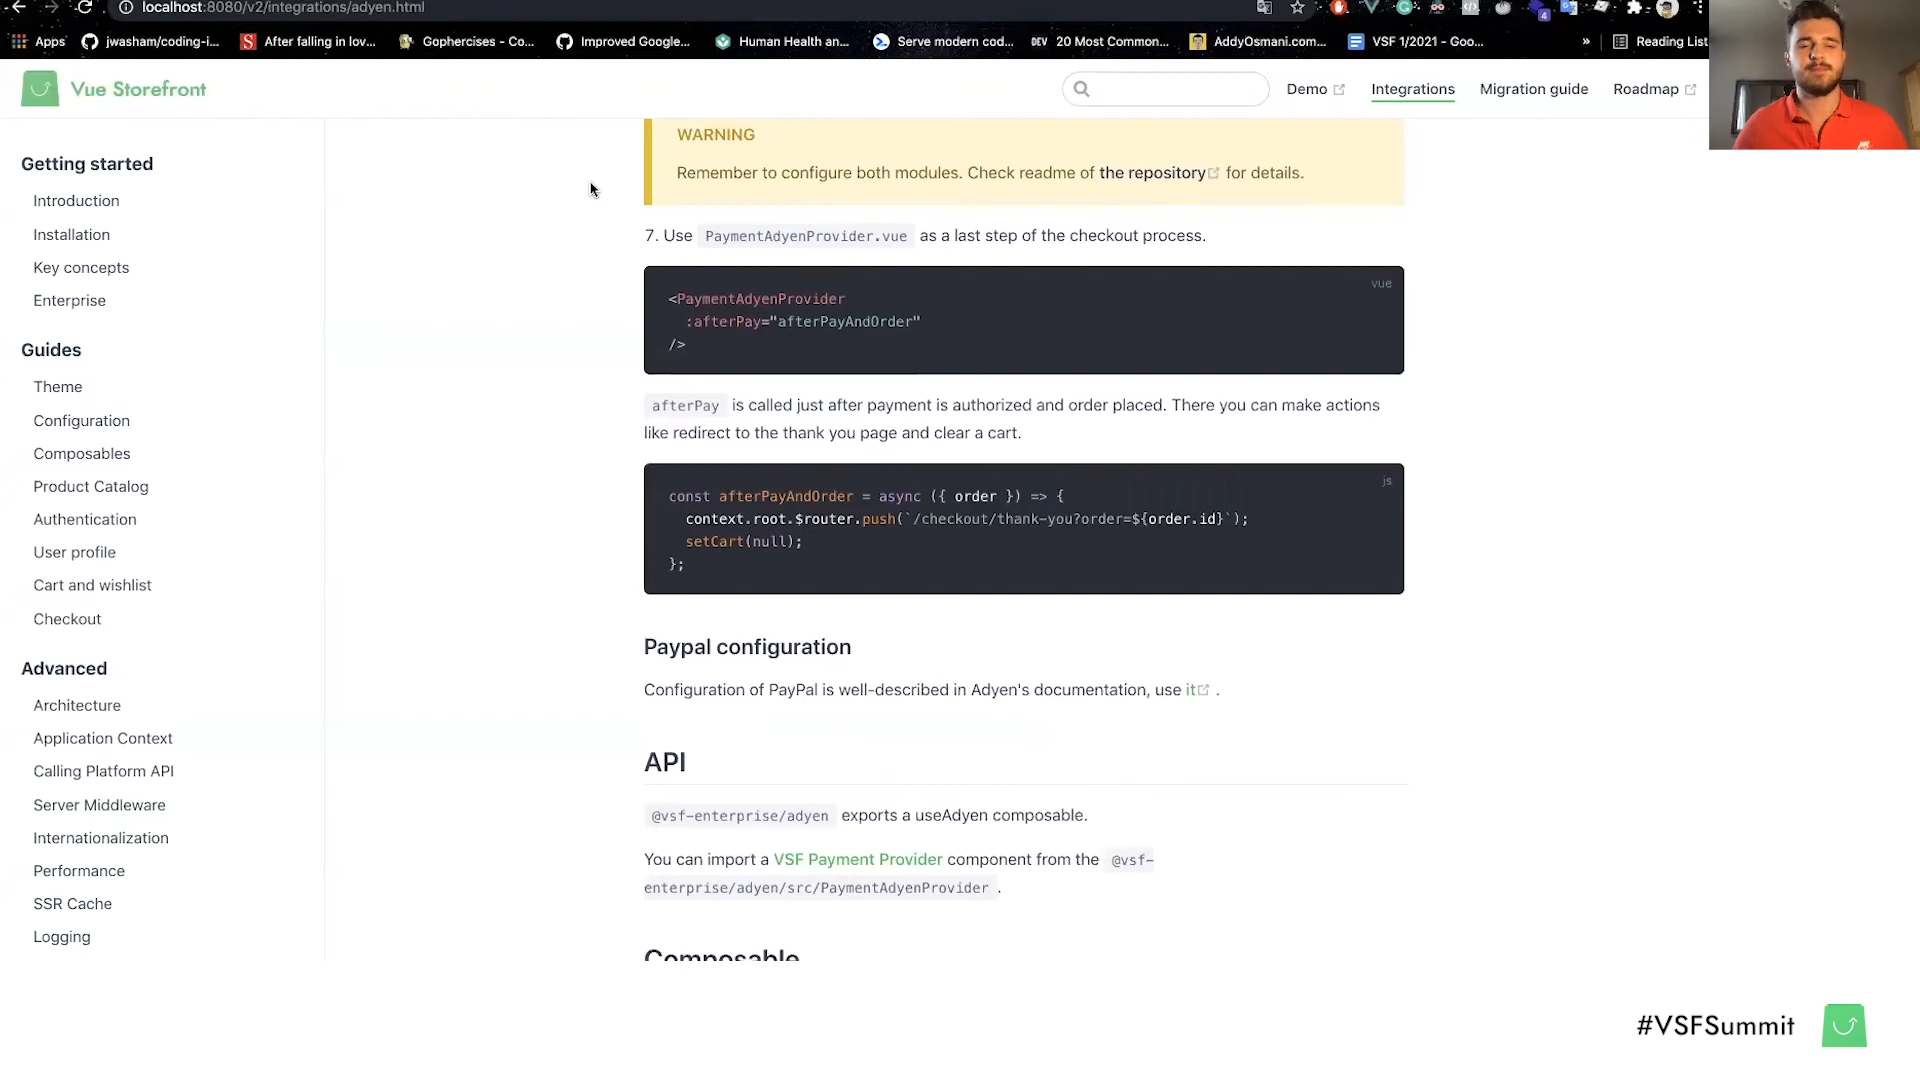 localhost:8080/v2/integrations/adyen.html
4
Apps jwasham/coding-i... After falling in lov... Gophercises - Co... Improved Google... Human Health an... Serve modern cod... DEV 20 Most Common... AddyOsmani.com... VSF 1/2021 - Goo... » Reading List
Vue Storefront
Demo Integrations Migration guide Roadmap
Getting started
Introduction
Installation
Key concepts
Enterprise
Guides
Theme
Configuration
Composables
Product Catalog
Authentication
User profile
Cart and wishlist
Checkout
Advanced
Architecture
Application Context
Calling Platform API
Server Middleware
Internationalization
Performance
SSR Cache
Logging
WARNING
Remember to configure both modules. Check readme of the repository for details.
7. Use PaymentAdyenProvider.vue as a last step of the checkout process.
vue
<PaymentAdyenProvider
:afterPay="afterPayAndOrder"
/>
afterPay is called just after payment is authorized and order placed. There you can make actions
like redirect to the thank you page and clear a cart.
js
const afterPayAndOrder = async ({ order }) => {
context.root.$router.push(`/checkout/thank-you?order=${order.id}`);
setCart(null);
};
Paypal configuration
Configuration of PayPal is well-described in Adyen's documentation, use it .
API
@vsf-enterprise/adyen exports a useAdyen composable.
You can import a VSF Payment Provider component from the @vsf-
enterprise/adyen/src/PaymentAdyenProvider .
Composable
#VSFSummit